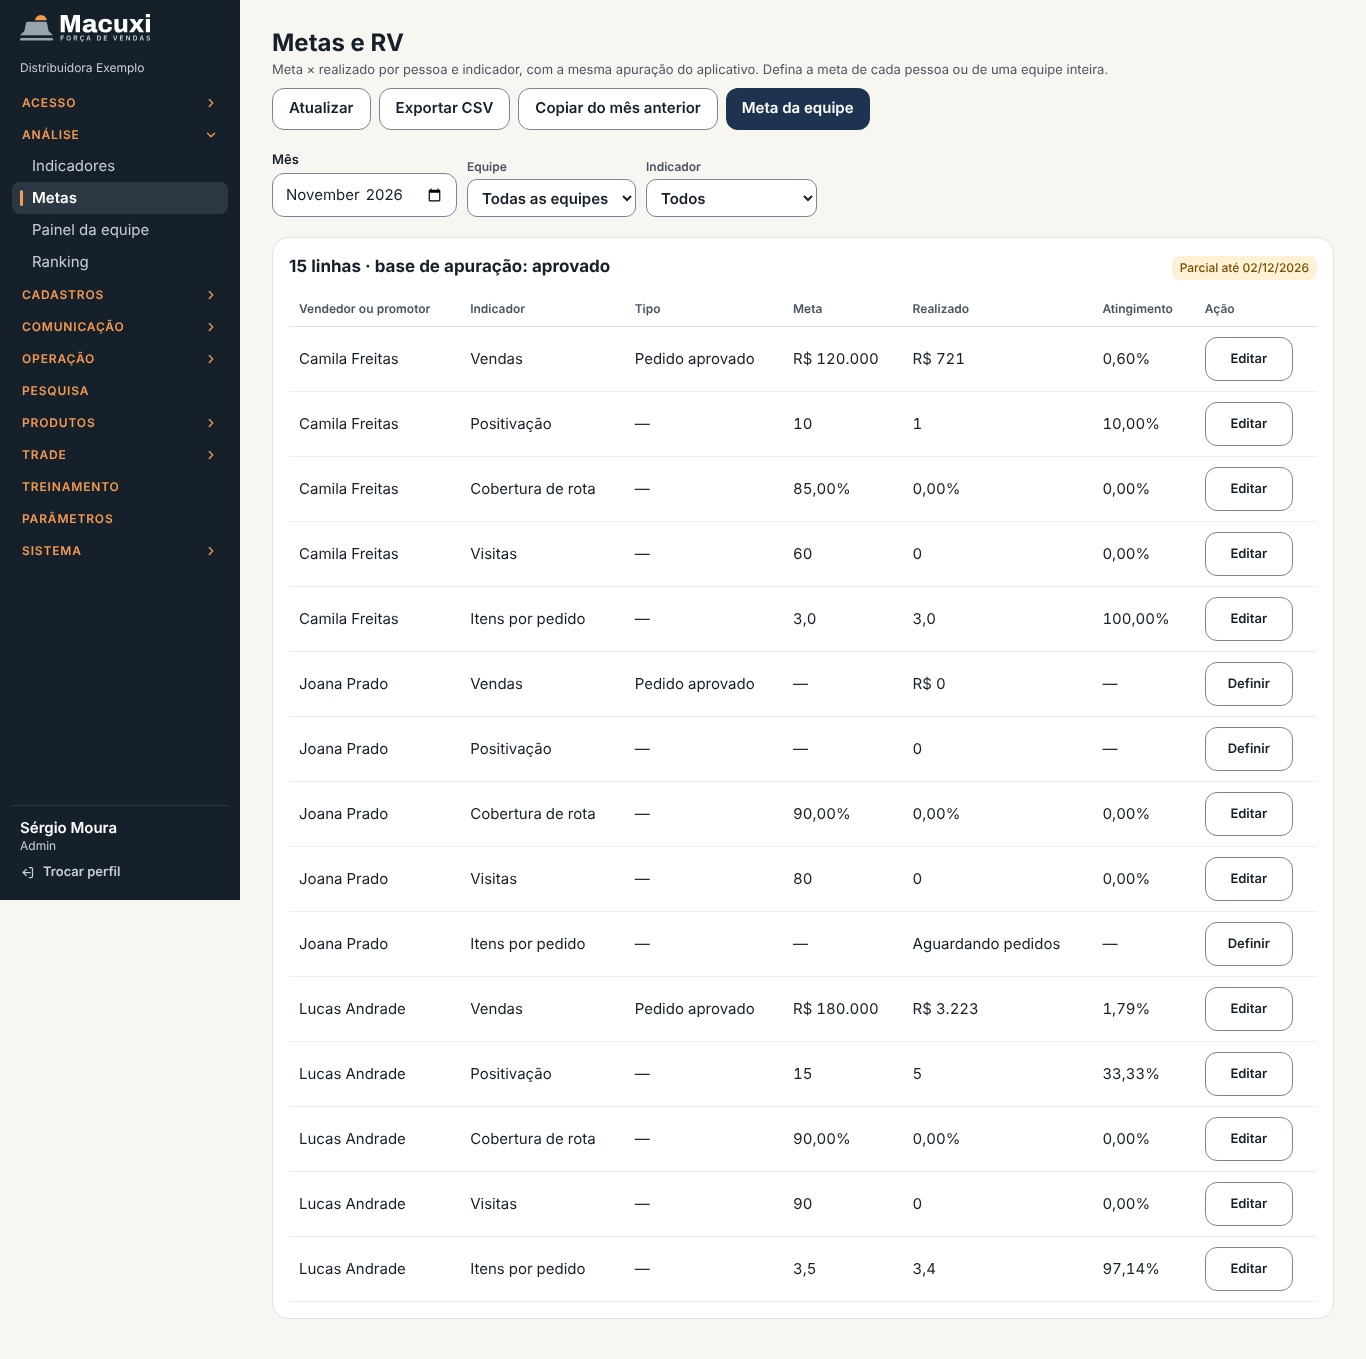 Macuxi
FORÇA DE VENDAS
Distribuidora Exemplo
ACESSO
ANÁLISE
Indicadores
Metas
Painel da equipe
Ranking
CADASTROS
COMUNICAÇÃO
OPERAÇÃO
PESQUISA
PRODUTOS
TRADE
TREINAMENTO
PARÂMETROS
SISTEMA
Sérgio Moura
Admin
Trocar perfil
Metas e RV
Meta × realizado por pessoa e indicador, com a mesma apuração do aplicativo. Defina a meta de cada pessoa ou de uma equipe inteira.
Atualizar Exportar CSV Copiar do mês anterior Meta da equipe
Mês Equipe Indicador
November 2026 Todas as equipes Todos
15 linhas · base de apuração: aprovado Parcial até 02/12/2026
Vendedor ou promotor Indicador Tipo Meta Realizado Atingimento Ação
Camila Freitas Vendas Pedido aprovado R$ 120.000 R$ 721 0,60% Editar
Camila Freitas Positivação — 10 1 10,00% Editar
Camila Freitas Cobertura de rota — 85,00% 0,00% 0,00% Editar
Camila Freitas Visitas — 60 0 0,00% Editar
Camila Freitas Itens por pedido — 3,0 3,0 100,00% Editar
Joana Prado Vendas Pedido aprovado — R$ 0 — Definir
Joana Prado Positivação — — 0 — Definir
Joana Prado Cobertura de rota — 90,00% 0,00% 0,00% Editar
Joana Prado Visitas — 80 0 0,00% Editar
Joana Prado Itens por pedido — — Aguardando pedidos — Definir
Lucas Andrade Vendas Pedido aprovado R$ 180.000 R$ 3.223 1,79% Editar
Lucas Andrade Positivação — 15 5 33,33% Editar
Lucas Andrade Cobertura de rota — 90,00% 0,00% 0,00% Editar
Lucas Andrade Visitas — 90 0 0,00% Editar
Lucas Andrade Itens por pedido — 3,5 3,4 97,14% Editar